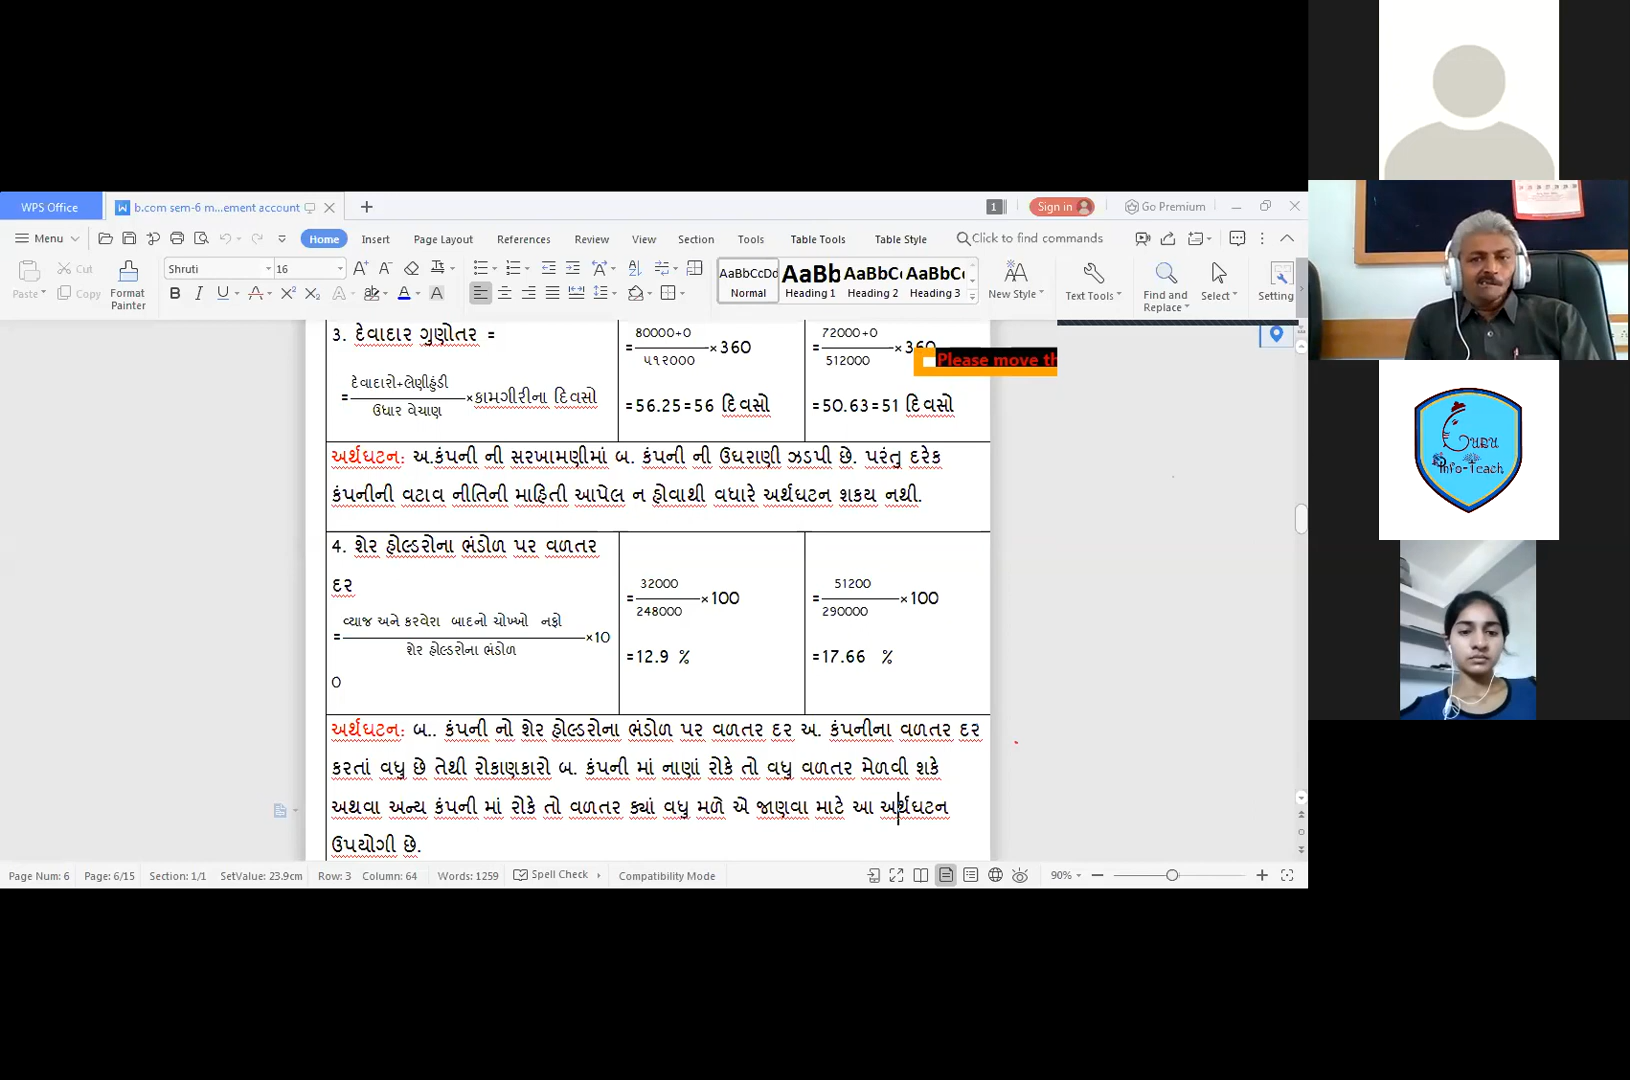 WPS Office
b.com sem-6 m...ement account
1
Sign in
Go Premium
Menu
Home
Insert
Page Layout
References
Review
View
Section
Tools
Table Tools
Table Style
Click to find commands
Paste
Cut
Copy
Format
Painter
Shruti
16
AaBbCcDd
Normal
AaBb
Heading 1
AaBbC
Heading 2
AaBbC
Heading 3
New Style
Text Tools
Find and
Replace
Select
Setting
3. દેવાદાર ગુણોતર =
=દેવાદારો+લેણીહુંડી
ઉધાર વેચાણ
×કામગીરીના દિવસો
80000+0
= ×360
૫૧૨૦૦૦
=56.25=56 દિવસો
72000+0
= ×360
512000
=50.63=51 દિવસો
Please move th
અર્થઘટન: અ.કંપની ની સરખામણીમાં બ. કંપની ની ઉઘરાણી ઝડપી છે. પરંતુ દરેક
કંપનીની વટાવ નીતિની માહિતી આપેલ ન હોવાથી વધારે અર્થઘટન શકય નથી.
4. શેર હોલ્ડરોના ભંડોળ પર વળતર
દર
વ્યાજ અને કરવેરા બાદનો ચોખ્ખો નફો
= ×10
શેર હોલ્ડરોના ભંડોળ
0
32000
= ×100
248000
=12.9 %
51200
= ×100
290000
=17.66 %
અર્થઘટન: બ.. કંપની નો શેર હોલ્ડરોના ભંડોળ પર વળતર દર અ. કંપનીના વળતર દર
કરતાં વધુ છે તેથી રોકાણકારો બ. કંપની માં નાણાં રોકે તો વધુ વળતર મેળવી શકે
અથવા અન્ય કંપની માં રોકે તો વળતર ક્યાં વધુ મળે એ જાણવા માટે આ અર્થઘટન
ઉપયોગી છે.
Page Num: 6
Page: 6/15
Section: 1/1
SetValue: 23.9cm
Row: 3
Column: 64
Words: 1259
Spell Check
Compatibility Mode
90%
GURU
Info-Teach